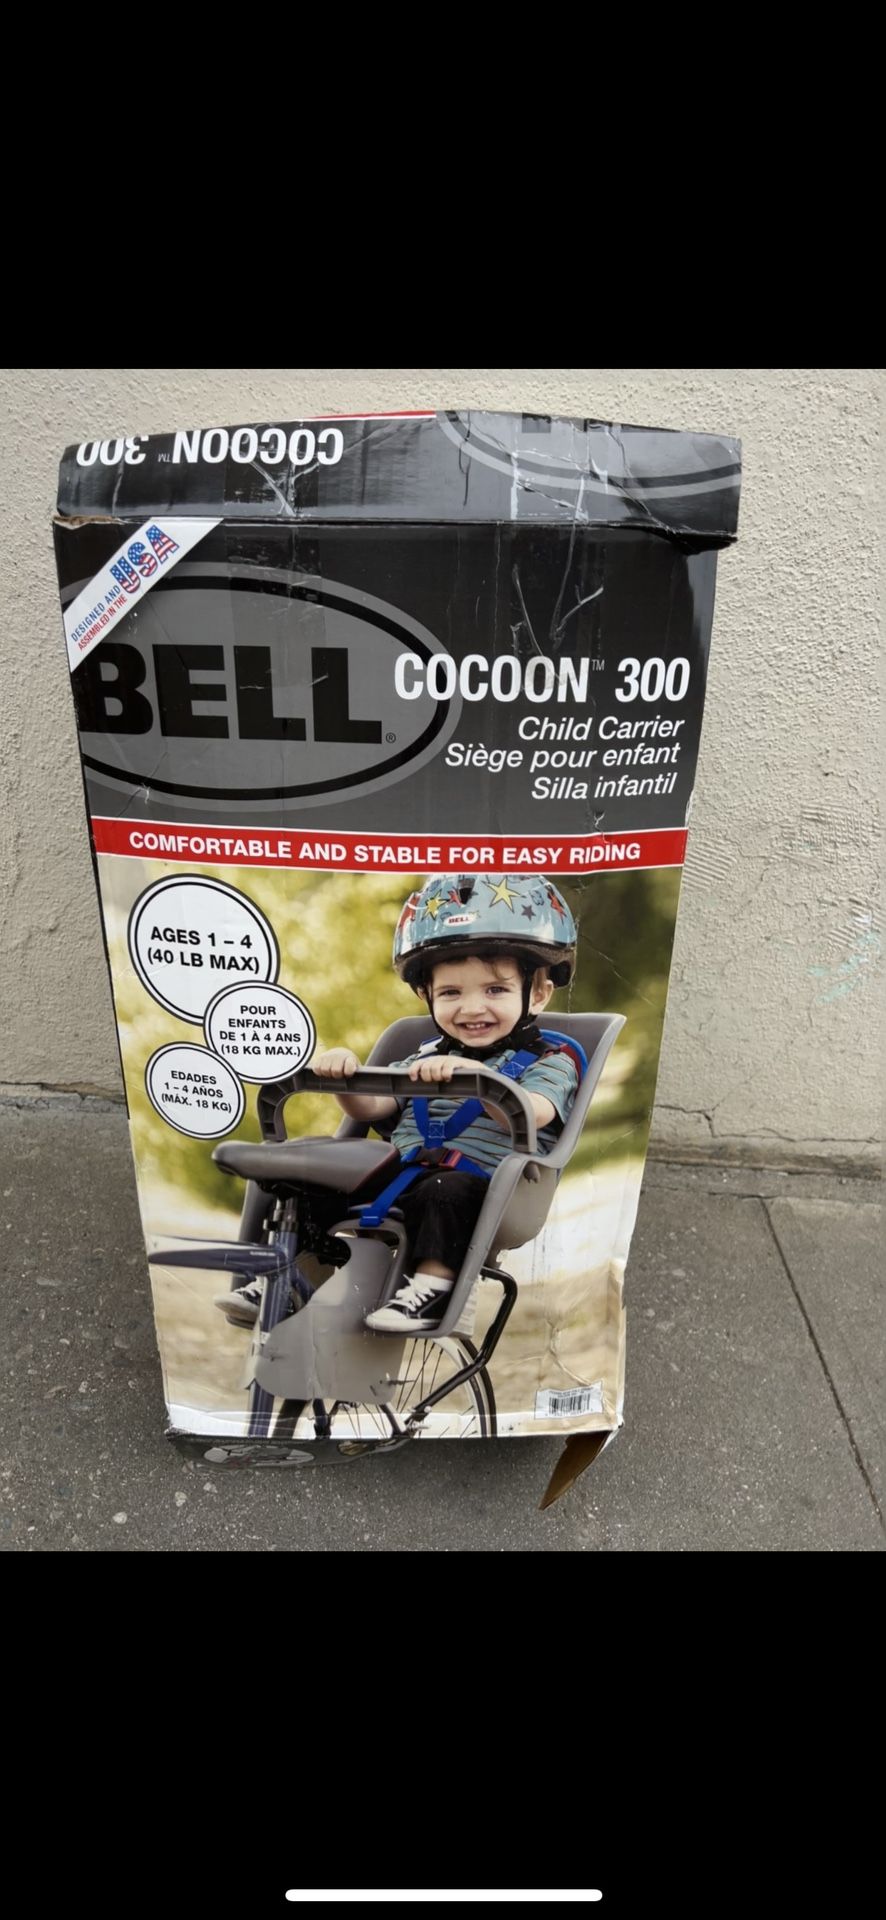 COCOON™ 300
DESIGNED AND
ASSEMBLED IN THE
USA
BELL®
COCOON™ 300
Child Carrier
Siège pour enfant
Silla infantil
COMFORTABLE AND STABLE FOR EASY RIDING
BELL
AGES 1 – 4
(40 LB MAX)
POUR
ENFANTS
DE 1 À 4 ANS
(18 KG MAX.)
EDADES
1 – 4 AÑOS
(MÁX. 18 KG)